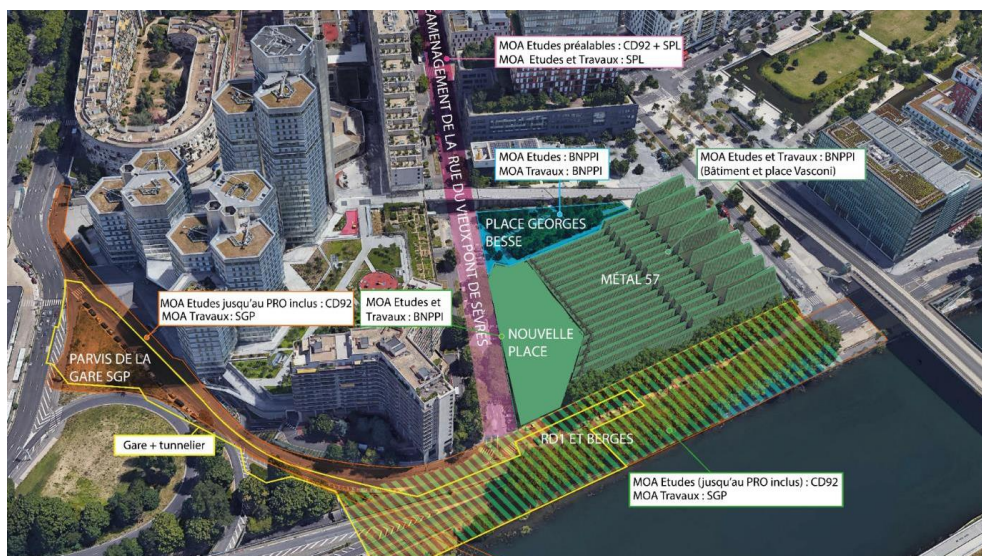 AMENAGEMENT DE LA RUE DU VIEUX PONT DE SÈVRES
MOA Etudes préalables : CD92 + SPL
MOA Etudes et Travaux : SPL
MOA Etudes : BNPPI
MOA Travaux : BNPPI
MOA Etudes et Travaux : BNPPI
(Bâtiment et place Vasconi)
PLACE GEORGES
BESSE
MÉTAL 57
MOA Etudes jusqu'au PRO inclus : CD92
MOA Travaux: SGP
MOA Etudes et
Travaux : BNPPI
NOUVELLE
PLACE
PARVIS DE LA
GARE SGP
Gare + tunnelier
RD1 ET BERGES
MOA Etudes (jusqu'au PRO inclus) : CD92
MOA Travaux : SGP